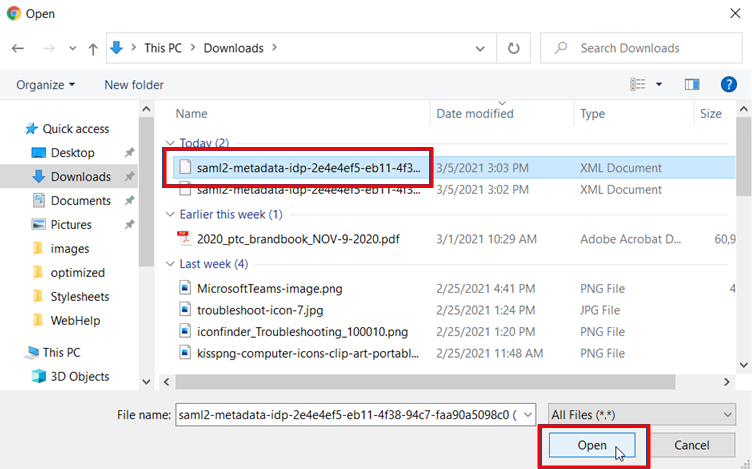 Open
This PC > Downloads >
Search Downloads
Organize
New folder
Name Date modified Type Size
Quick access
Desktop
Downloads
Documents
Pictures
images
optimized
Stylesheets
WebHelp
This PC
3D Objects
Today (2)
saml2-metadata-idp-2e4e4ef5-eb11-4f3... 3/5/2021 3:03 PM XML Document
saml2-metadata-idp-2e4e4ef5-eb11-4f3... 3/5/2021 3:02 PM XML Document
Earlier this week (1)
2020_ptc_brandbook_NOV-9-2020.pdf 3/1/2021 10:29 AM Adobe Acrobat D... 60,9
Last week (4)
MicrosoftTeams-image.png 2/25/2021 4:41 PM PNG File 4
troubleshoot-icon-7.jpg 2/25/2021 1:24 PM JPG File
iconfinder_Troubleshooting_100010.png 2/25/2021 1:20 PM PNG File
kisspng-computer-icons-clip-art-portabl... 2/25/2021 11:48 AM PNG File
File name: saml2-metadata-idp-2e4e4ef5-eb11-4f38-94c7-faa90a5098c0 ( All Files (*.*)
Open Cancel